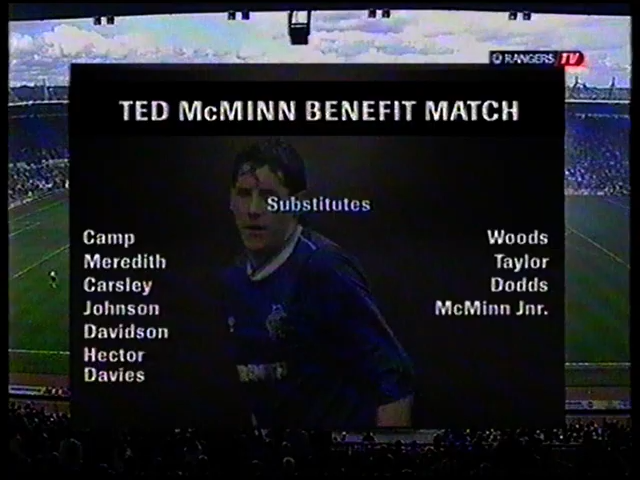 RANGERS TV
TED McMINN BENEFIT MATCH
Substitutes
Camp
Meredith
Carsley
Johnson
Davidson
Hector
Davies
Woods
Taylor
Dodds
McMinn Jnr.